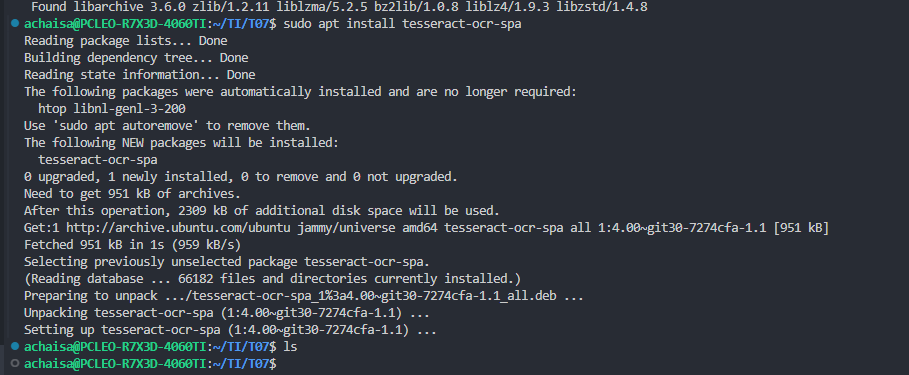 Found libarchive 3.6.0 zlib/1.2.11 liblzma/5.2.5 bz2lib/1.0.8 liblz4/1.9.3 libzstd/1.4.8
achaisa@PCLEO-R7X3D-4060TI:~/TI/T07$ sudo apt install tesseract-ocr-spa
Reading package lists... Done
Building dependency tree... Done
Reading state information... Done
The following packages were automatically installed and are no longer required:
  htop libnl-genl-3-200
Use 'sudo apt autoremove' to remove them.
The following NEW packages will be installed:
  tesseract-ocr-spa
0 upgraded, 1 newly installed, 0 to remove and 0 not upgraded.
Need to get 951 kB of archives.
After this operation, 2309 kB of additional disk space will be used.
Get:1 http://archive.ubuntu.com/ubuntu jammy/universe amd64 tesseract-ocr-spa all 1:4.00~git30-7274cfa-1.1 [951 kB]
Fetched 951 kB in 1s (959 kB/s)
Selecting previously unselected package tesseract-ocr-spa.
(Reading database ... 66182 files and directories currently installed.)
Preparing to unpack .../tesseract-ocr-spa_1%3a4.00~git30-7274cfa-1.1_all.deb ...
Unpacking tesseract-ocr-spa (1:4.00~git30-7274cfa-1.1) ...
Setting up tesseract-ocr-spa (1:4.00~git30-7274cfa-1.1) ...
achaisa@PCLEO-R7X3D-4060TI:~/TI/T07$ ls
achaisa@PCLEO-R7X3D-4060TI:~/TI/T07$